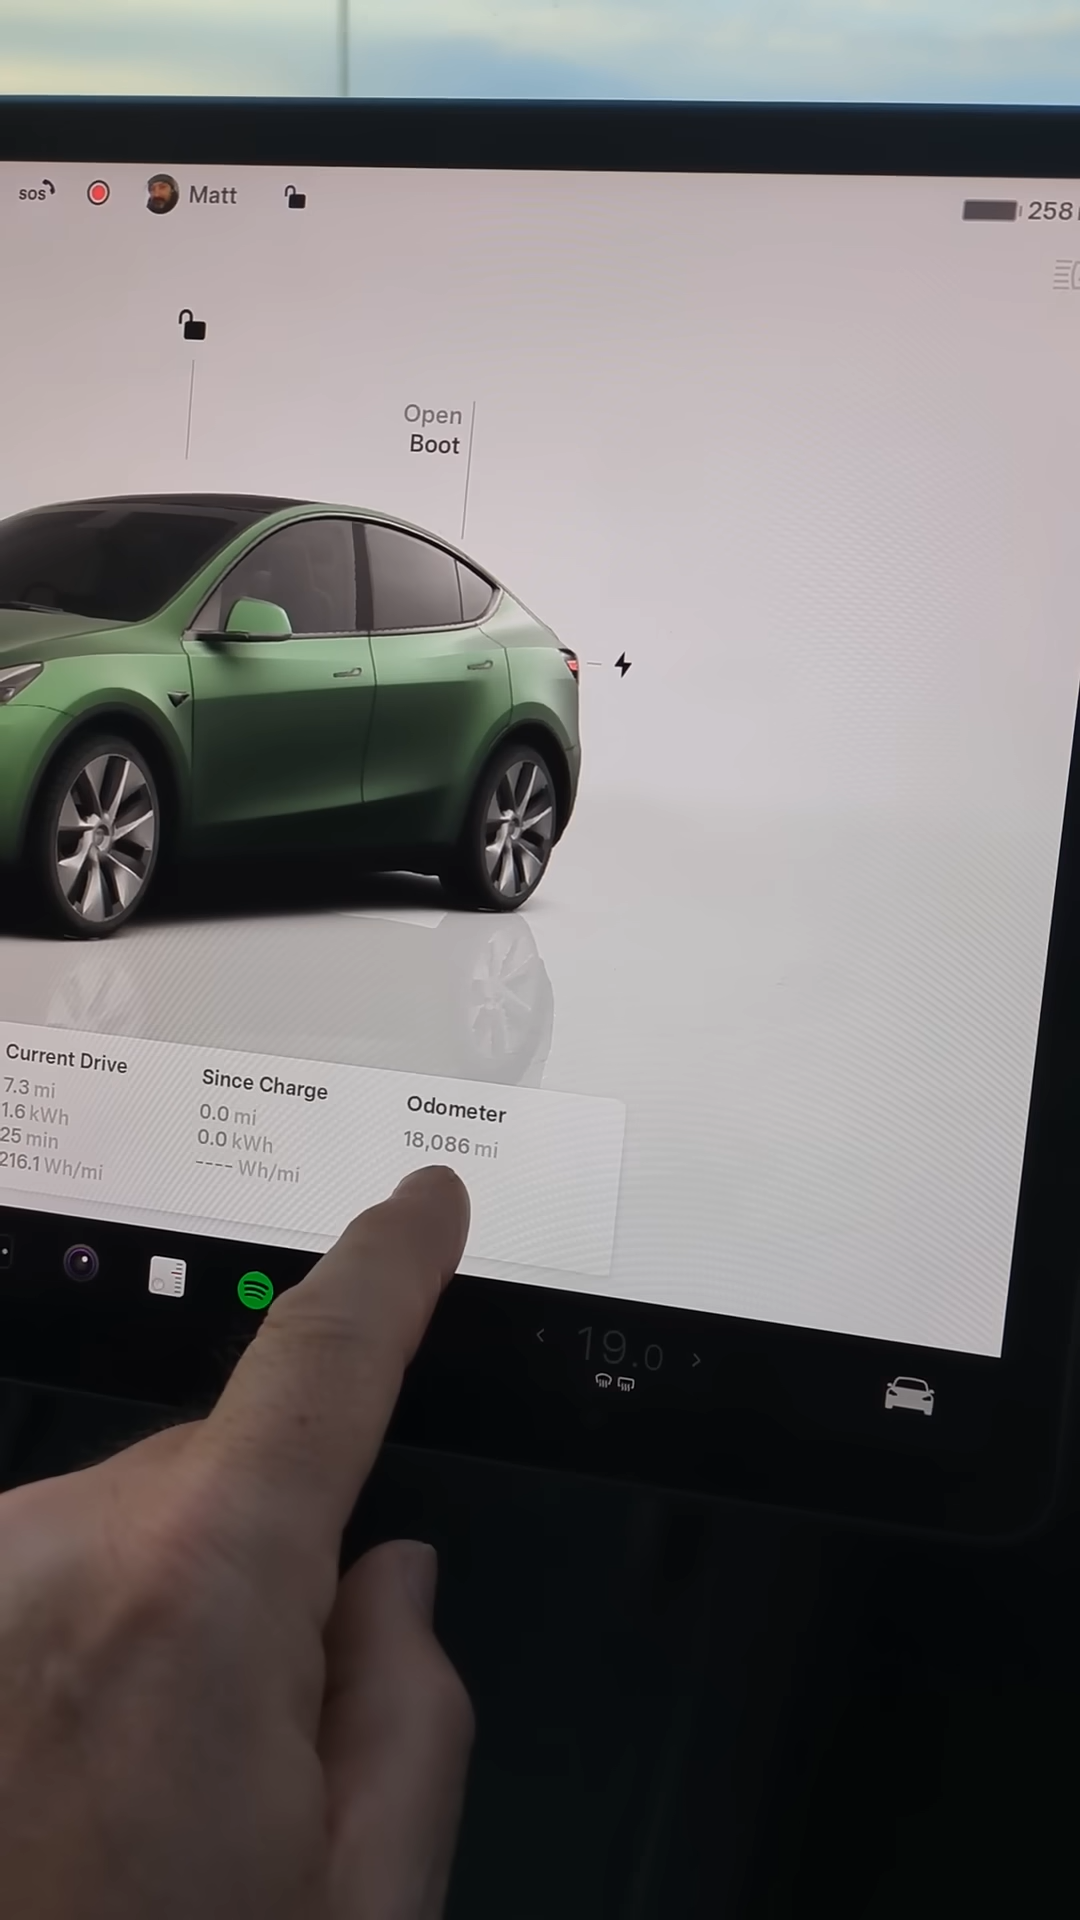 sos
Matt
258
Open
Boot
Current Drive
7.3 mi
1.6 kWh
25 min
216.1 Wh/mi
Since Charge
0.0 mi
0.0 kWh
---- Wh/mi
Odometer
18,086 mi
19.0